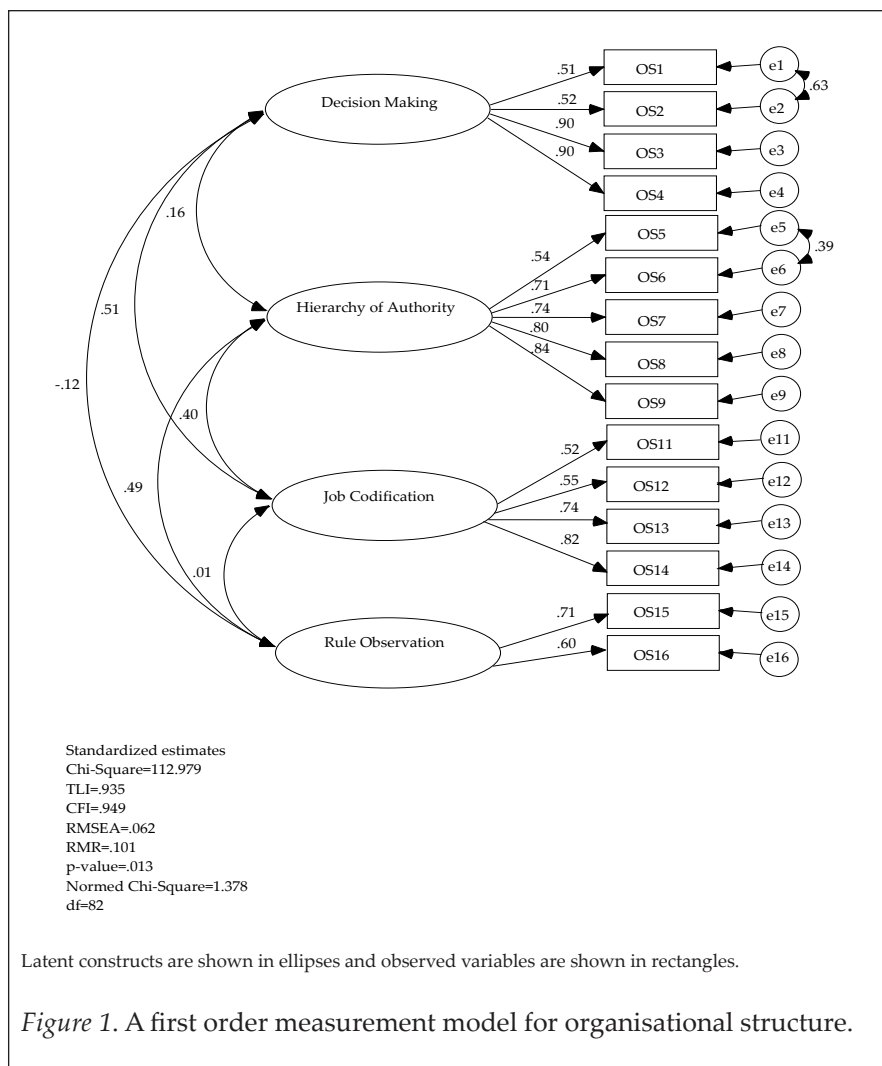 .51
OS1
e1
.63
Decision Making
.52
OS2
e2
.90
OS3
e3
.90
OS4
e4
.16
.54
OS5
e5
.39
.71
OS6
e6
Hierarchy of Authority
.74
OS7
e7
.51
.80
OS8
e8
.84
OS9
e9
-.12
.40
.52
OS11
e11
.49
Job Codification
.55
OS12
e12
.74
OS13
e13
.82
OS14
e14
.01
.71
OS15
e15
Rule Observation
.60
OS16
e16
Standardized estimates
Chi-Square=112.979
TLI=.935
CFI=.949
RMSEA=.062
RMR=.101
p-value=.013
Normed Chi-Square=1.378
df=82
Latent constructs are shown in ellipses and observed variables are shown in rectangles.
Figure 1. A first order measurement model for organisational structure.